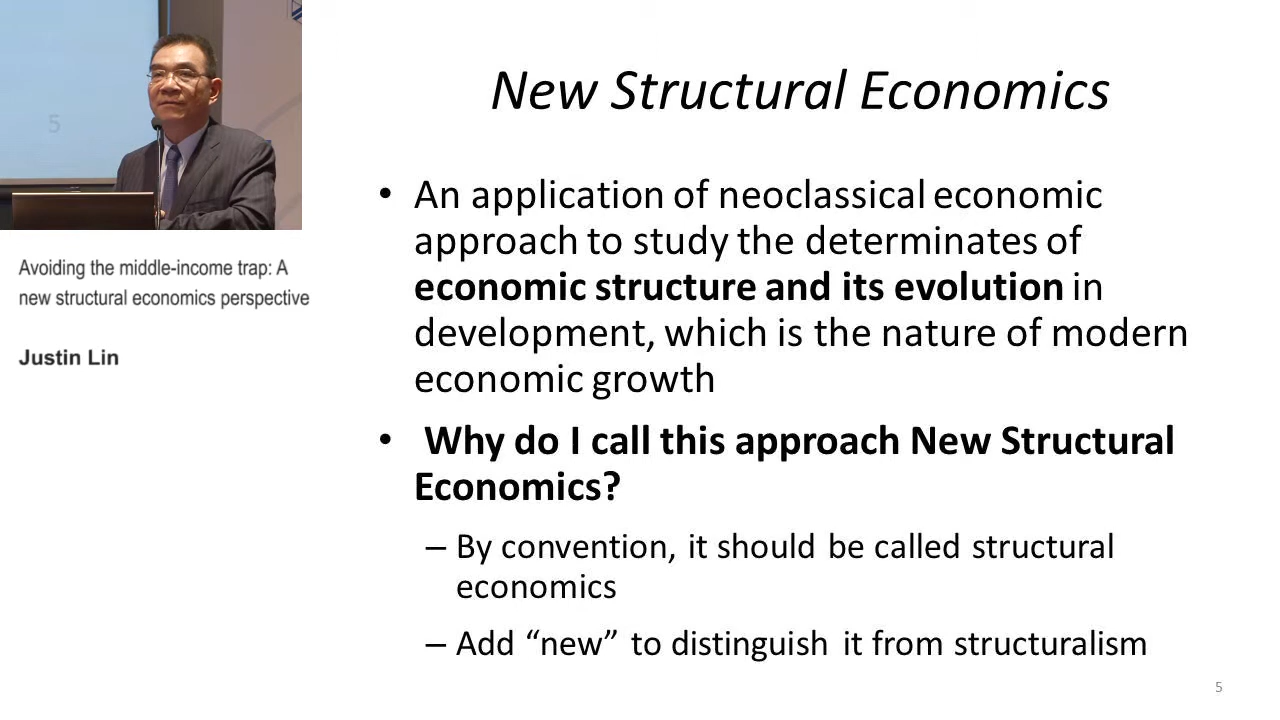 5
Avoiding the middle-income trap: A
new structural economics perspective
Justin Lin
New Structural Economics
• An application of neoclassical economic
approach to study the determinates of
economic structure and its evolution in
development, which is the nature of modern
economic growth
• Why do I call this approach New Structural
Economics?
– By convention, it should be called structural
economics
– Add “new” to distinguish it from structuralism
5